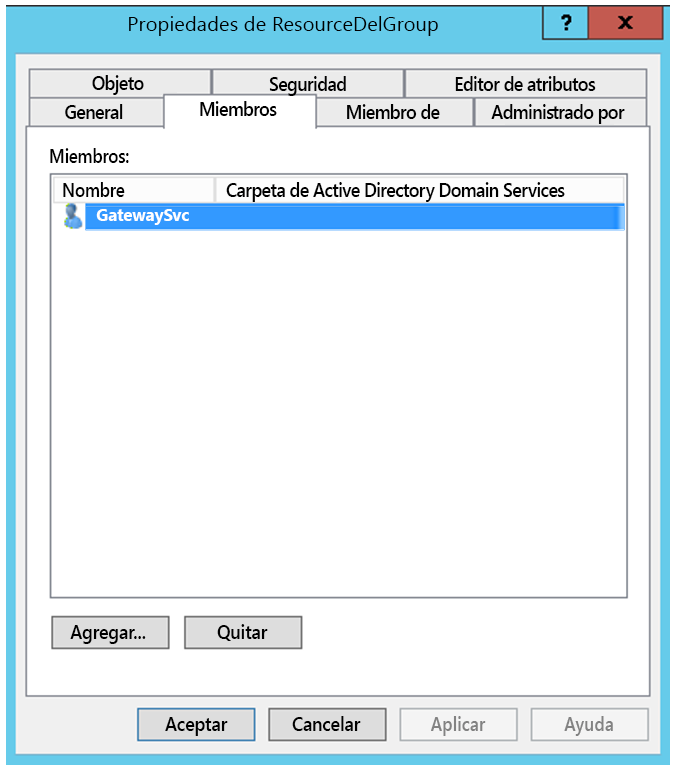 Propiedades de ResourceDelGroup
?
x
Objeto
Seguridad
Editor de atributos
General
Miembros
Miembro de
Administrado por
Miembros:
Nombre
Carpeta de Active Directory Domain Services
GatewaySvc
Agregar...
Quitar
Aceptar
Cancelar
Aplicar
Ayuda